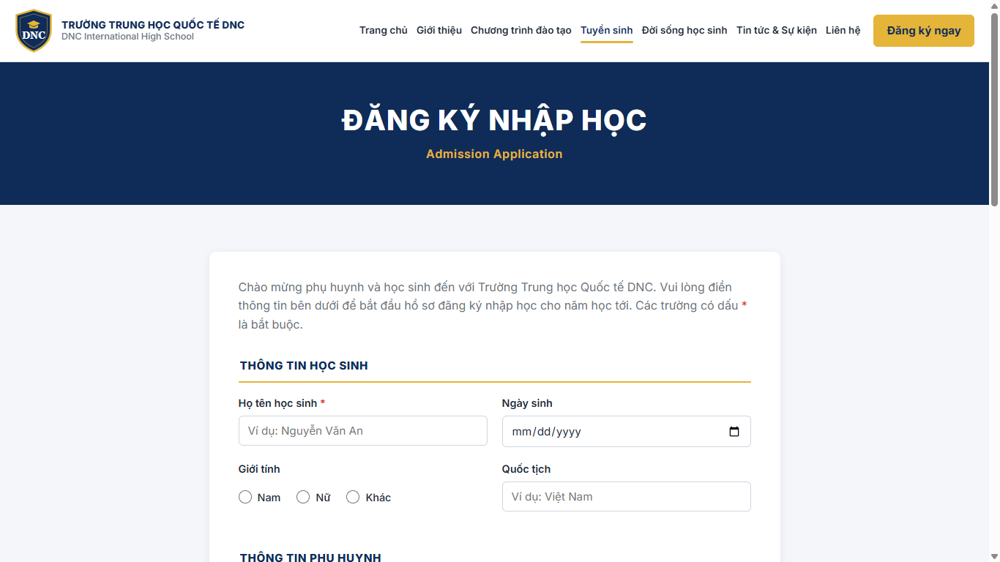 DNC
TRƯỜNG TRUNG HỌC QUỐC TẾ DNC
DNC International High School
Trang chủ Giới thiệu Chương trình đào tạo Tuyển sinh Đời sống học sinh Tin tức & Sự kiện Liên hệ Đăng ký ngay
ĐĂNG KÝ NHẬP HỌC
Admission Application
Chào mừng phụ huynh và học sinh đến với Trường Trung học Quốc tế DNC. Vui lòng điền
thông tin bên dưới để bắt đầu hồ sơ đăng ký nhập học cho năm học tới. Các trường có dấu *
là bắt buộc.
THÔNG TIN HỌC SINH
Họ tên học sinh * Ngày sinh
Ví dụ: Nguyễn Văn An mm/dd/yyyy
Giới tính Quốc tịch
Nam Nữ Khác Ví dụ: Việt Nam
THÔNG TIN PHỤ HUYNH